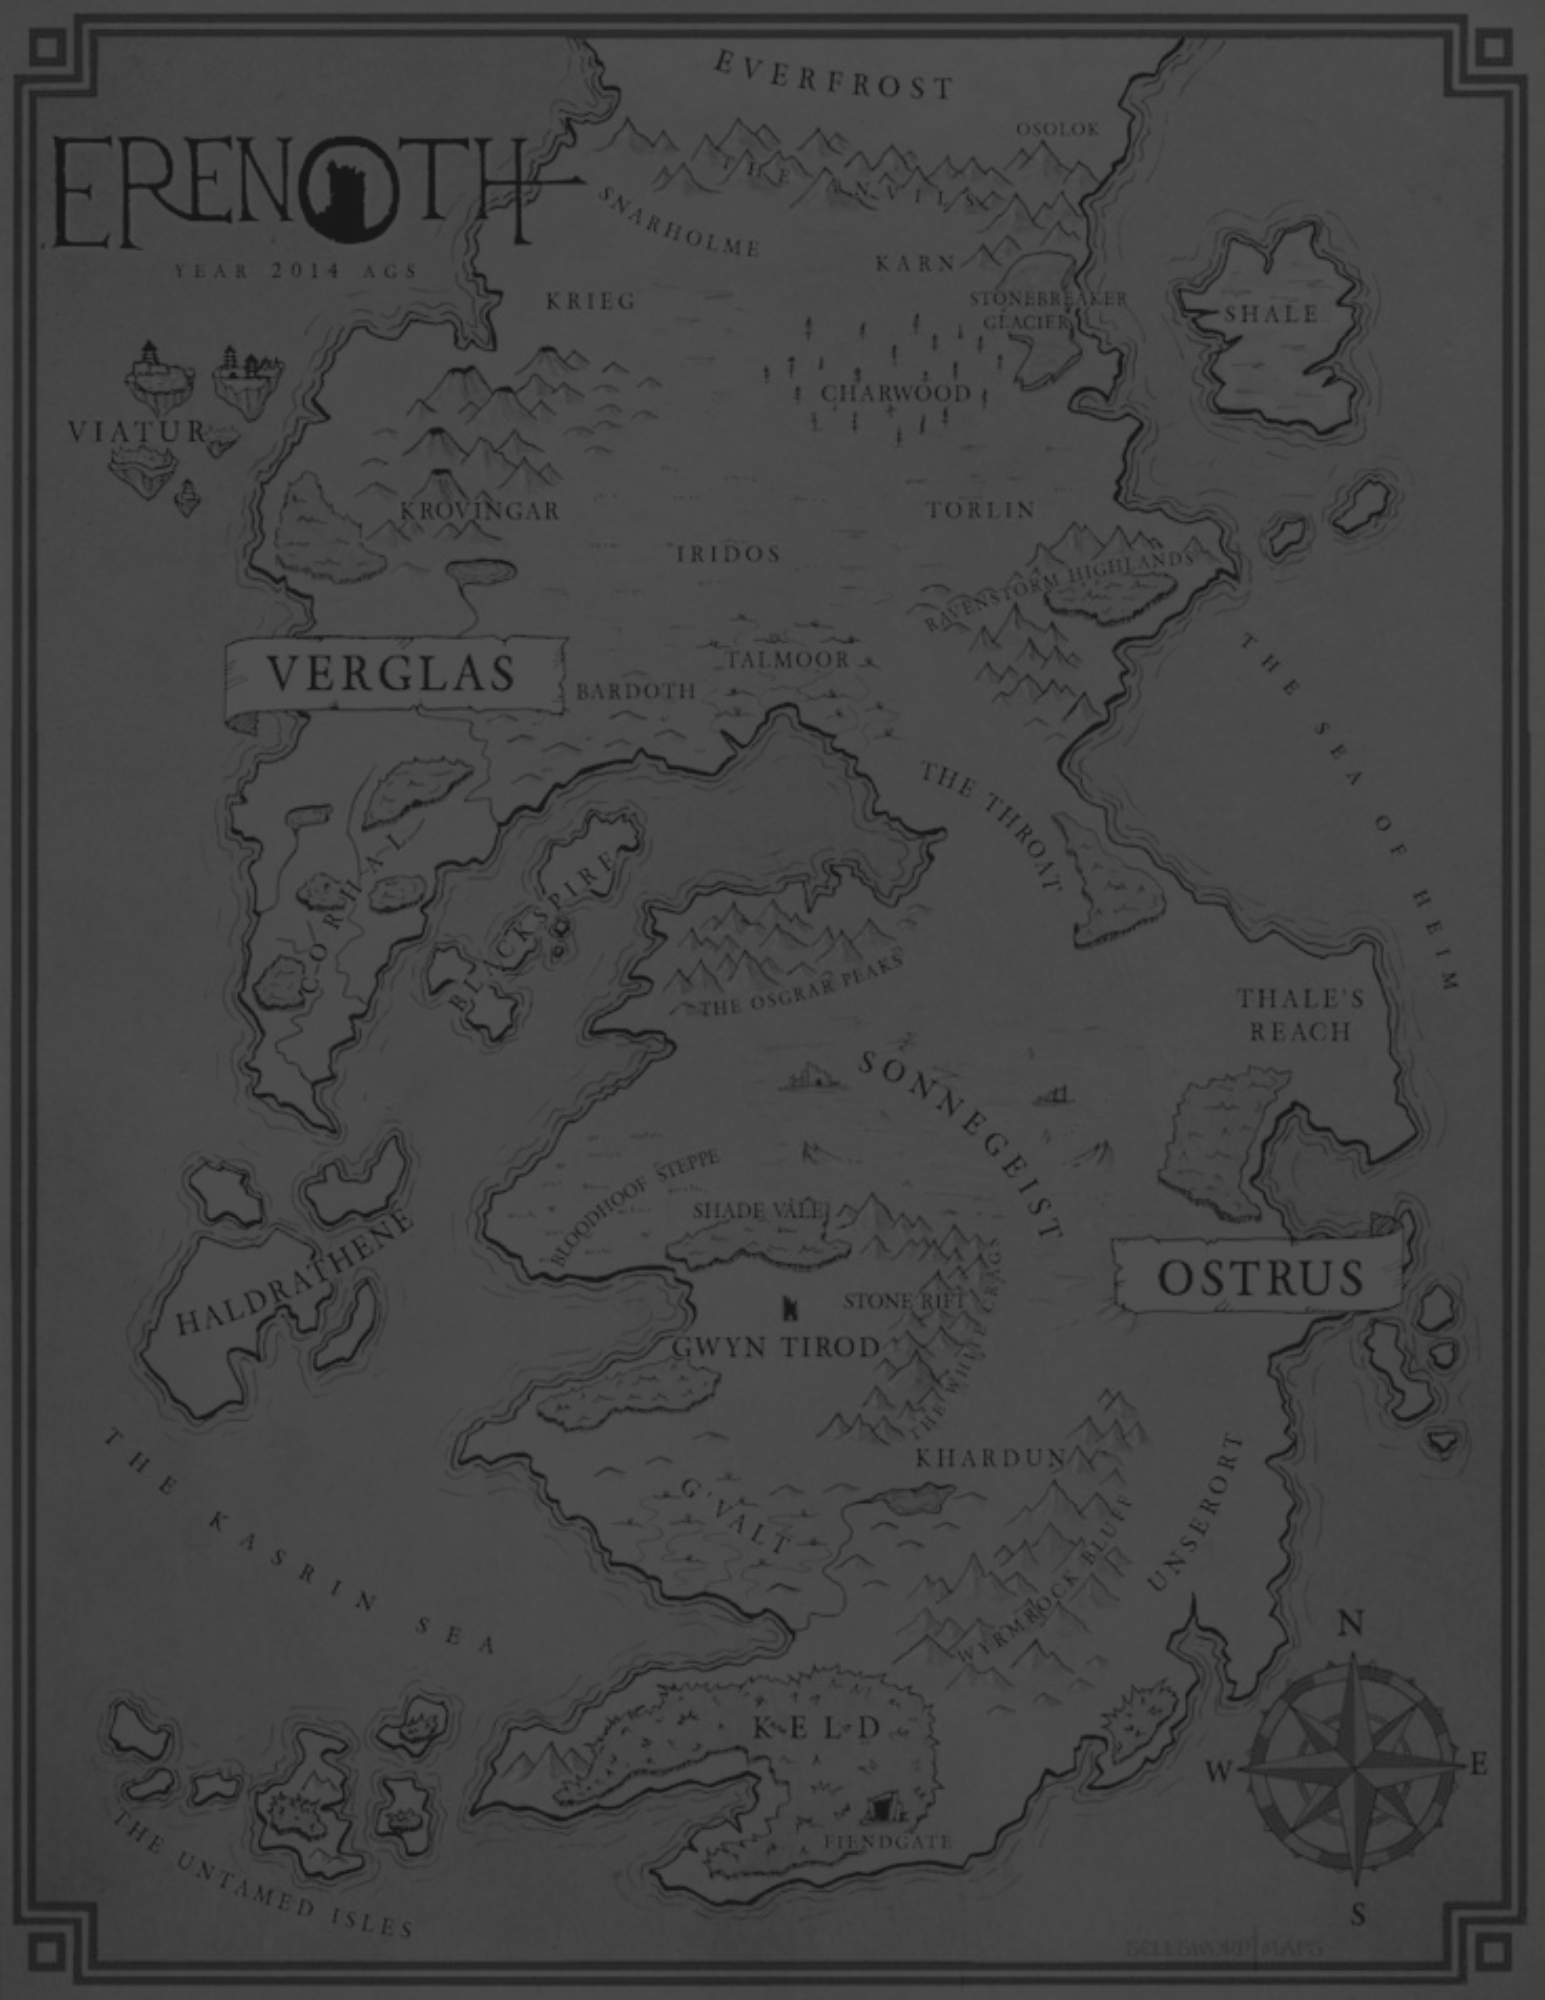 EVERFROST
ERENOTH
YEAR 2014 AGS
OSOLOK
THE ANVILS
SNARHOLME
KARN
KRIEG
STONEBREAKER
GLACIER
SHALE
CHARWOOD
VIATUR
KROVINGAR
TORLIN
IRIDOS
RAVENSTORM HIGHLANDS
VERGLAS
TALMOOR
BARDOTH
THE SEA OF HEIM
THE THROAT
CORHAL
BLACKSPIRE
THE OSGRAR PEAKS
THALE'S
REACH
SONNEGEIST
BLOODHOOF STEPPE
SHADE VALE
HALDRATHENE
OSTRUS
STONE RIFT
THE WHITE CRAGS
GWYN TIROD
KHARDUN
THE KASRIN SEA
G'VALT
UNSERORT
WYRMROCK BLUFF
N
KELD
W
E
FIENDGATE
THE UNTAMED ISLES
S
SELLSWORD MAPS